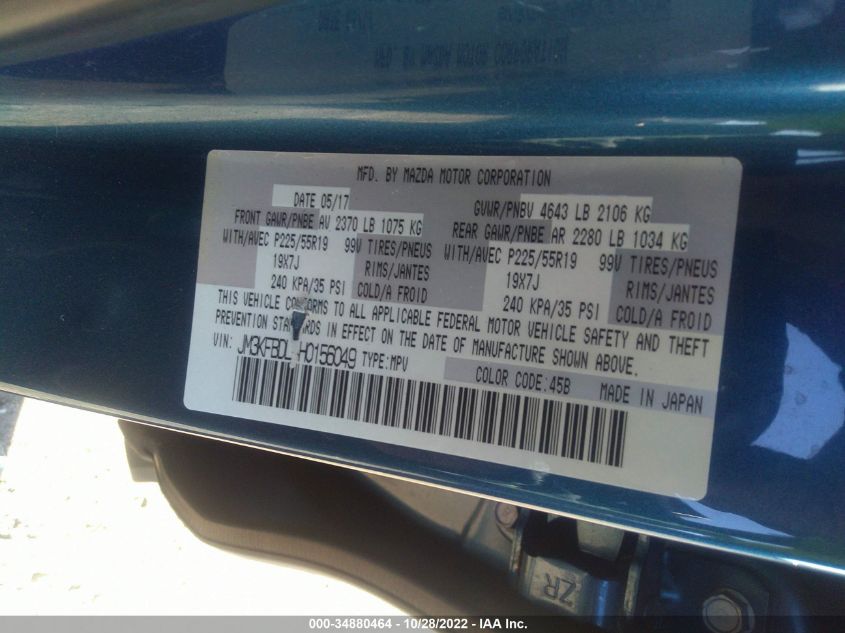 MFD. BY MAZDA MOTOR CORPORATION
DATE 05/17 GVWR/PNBV 4643 LB 2106 KG
FRONT GAWR/PNBE AV 2370 LB 1075 KG REAR GAWR/PNBE AR 2280 LB 1034 KG
WITH/AVEC P225/55R19 99V TIRES/PNEUS WITH/AVEC P225/55R19 99V TIRES/PNEUS
19X7J RIMS/JANTES 19X7J RIMS/JANTES
240 KPA/35 PSI COLD/A FROID 240 KPA/35 PSI COLD/A FROID
THIS VEHICLE TO ALL APPLICABLE FEDERAL MOTOR VEHICLE SAFETY AND THEFT
PREVENTION IN EFFECT ON THE DATE OF MANUFACTURE SHOWN ABOVE.
VIN: JM3KFBDL H0156049 TYPE:MPV
COLOR CODE:45B MADE IN JAPAN
ZR
000-34880464 - 10/28/2022 - IAA Inc.